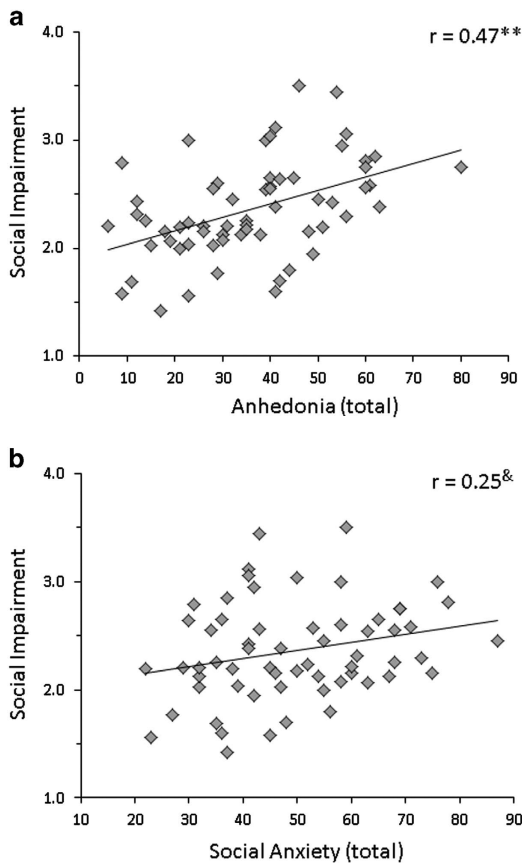 a
r = 0.47**
4.0
3.0
2.0
1.0
Social Impairment
0 10 20 30 40 50 60 70 80 90
Anhedonia (total)
b
r = 0.25&
4.0
3.0
2.0
1.0
Social Impairment
10 20 30 40 50 60 70 80 90
Social Anxiety (total)